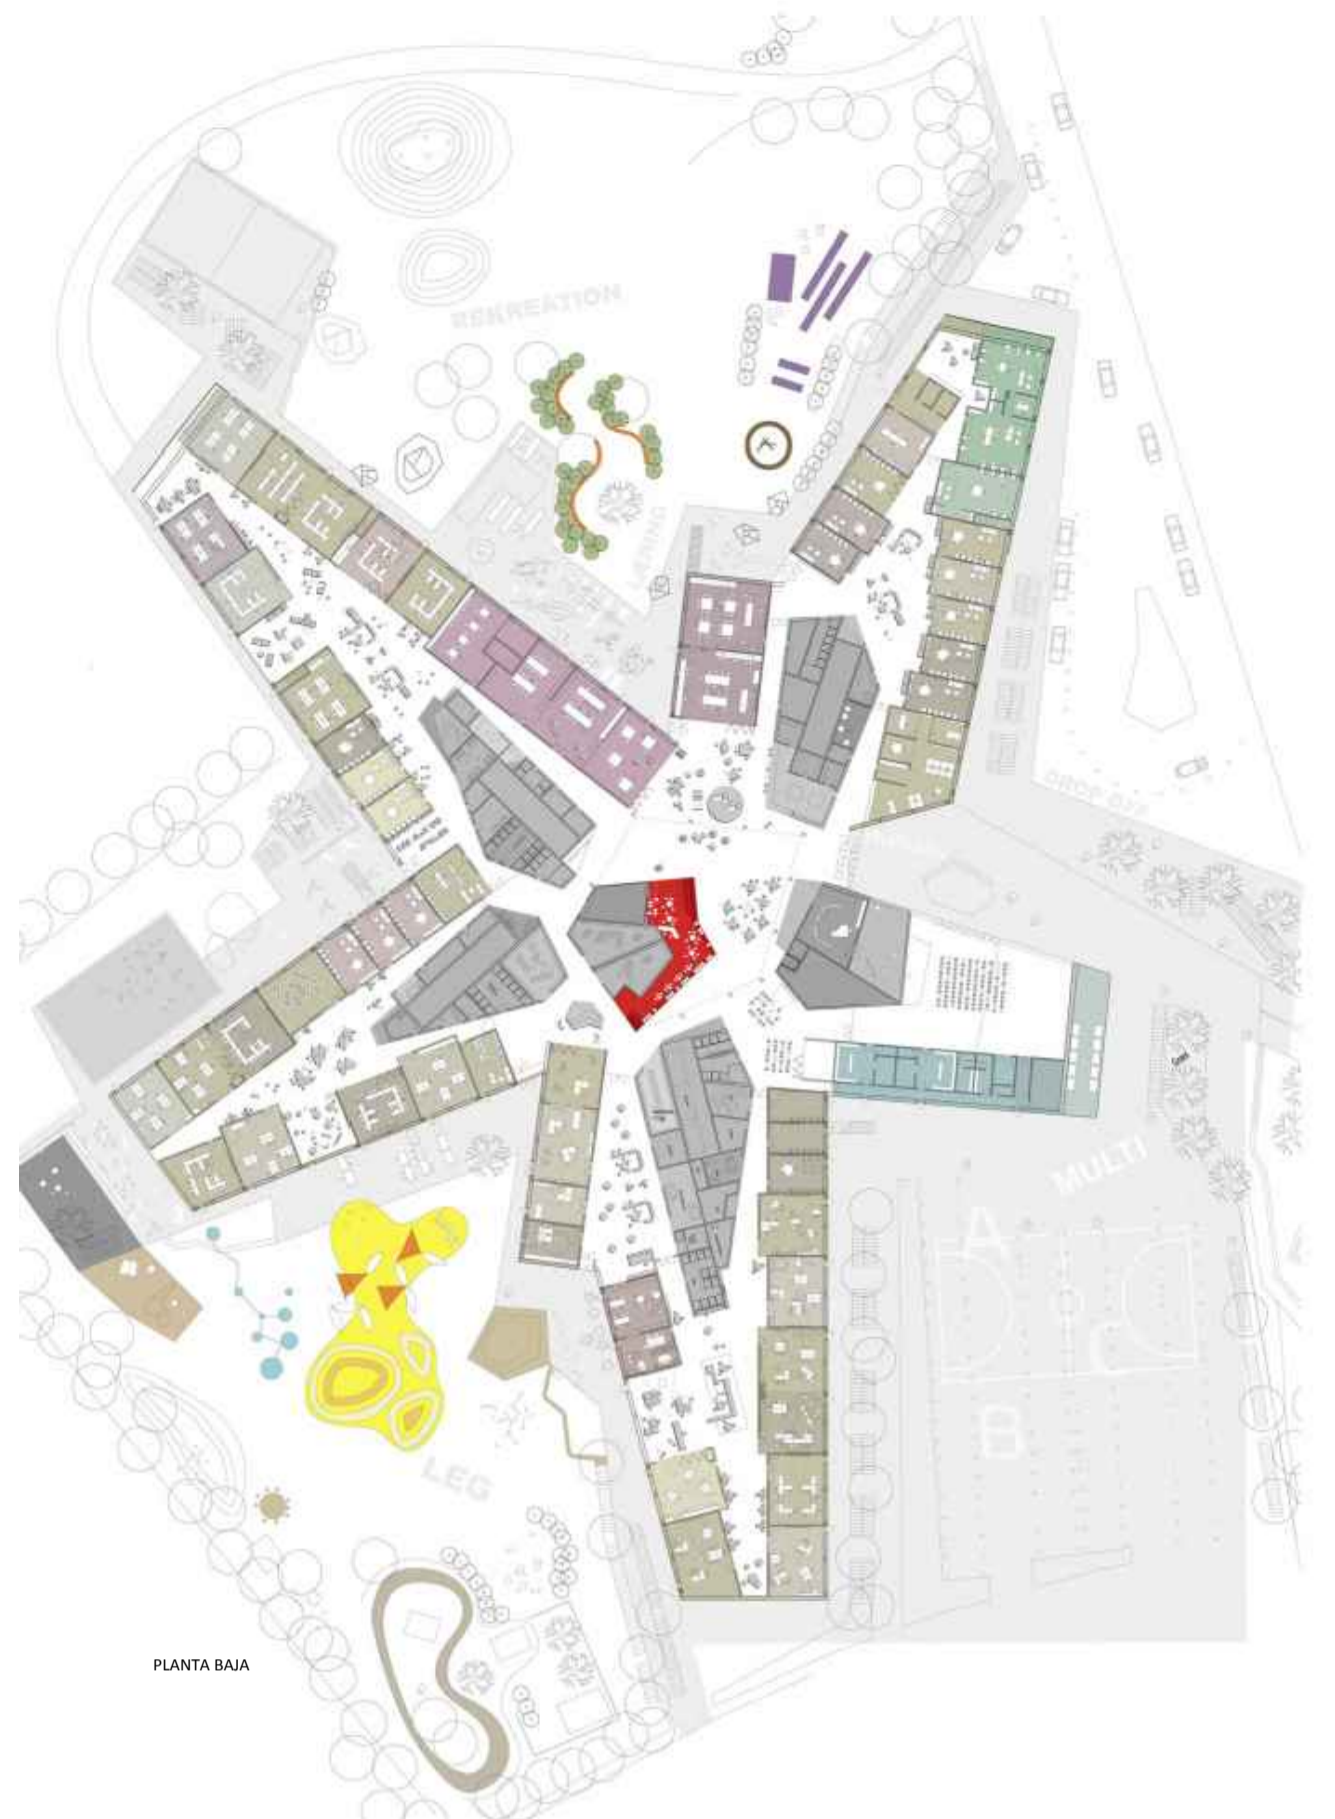 REKREATION
LÆRING
DROP OFF
MULTI
A
B
LEG
PLANTA BAJA